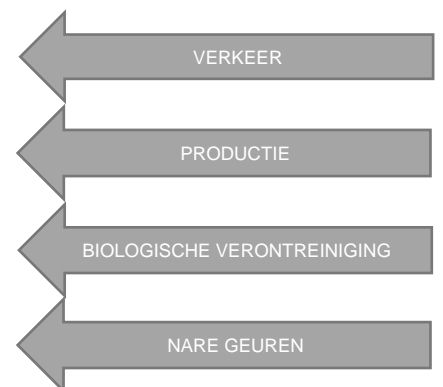 VERKEER
PRODUCTIE
BIOLOGISCHE VERONTREINIGING
NARE GEUREN